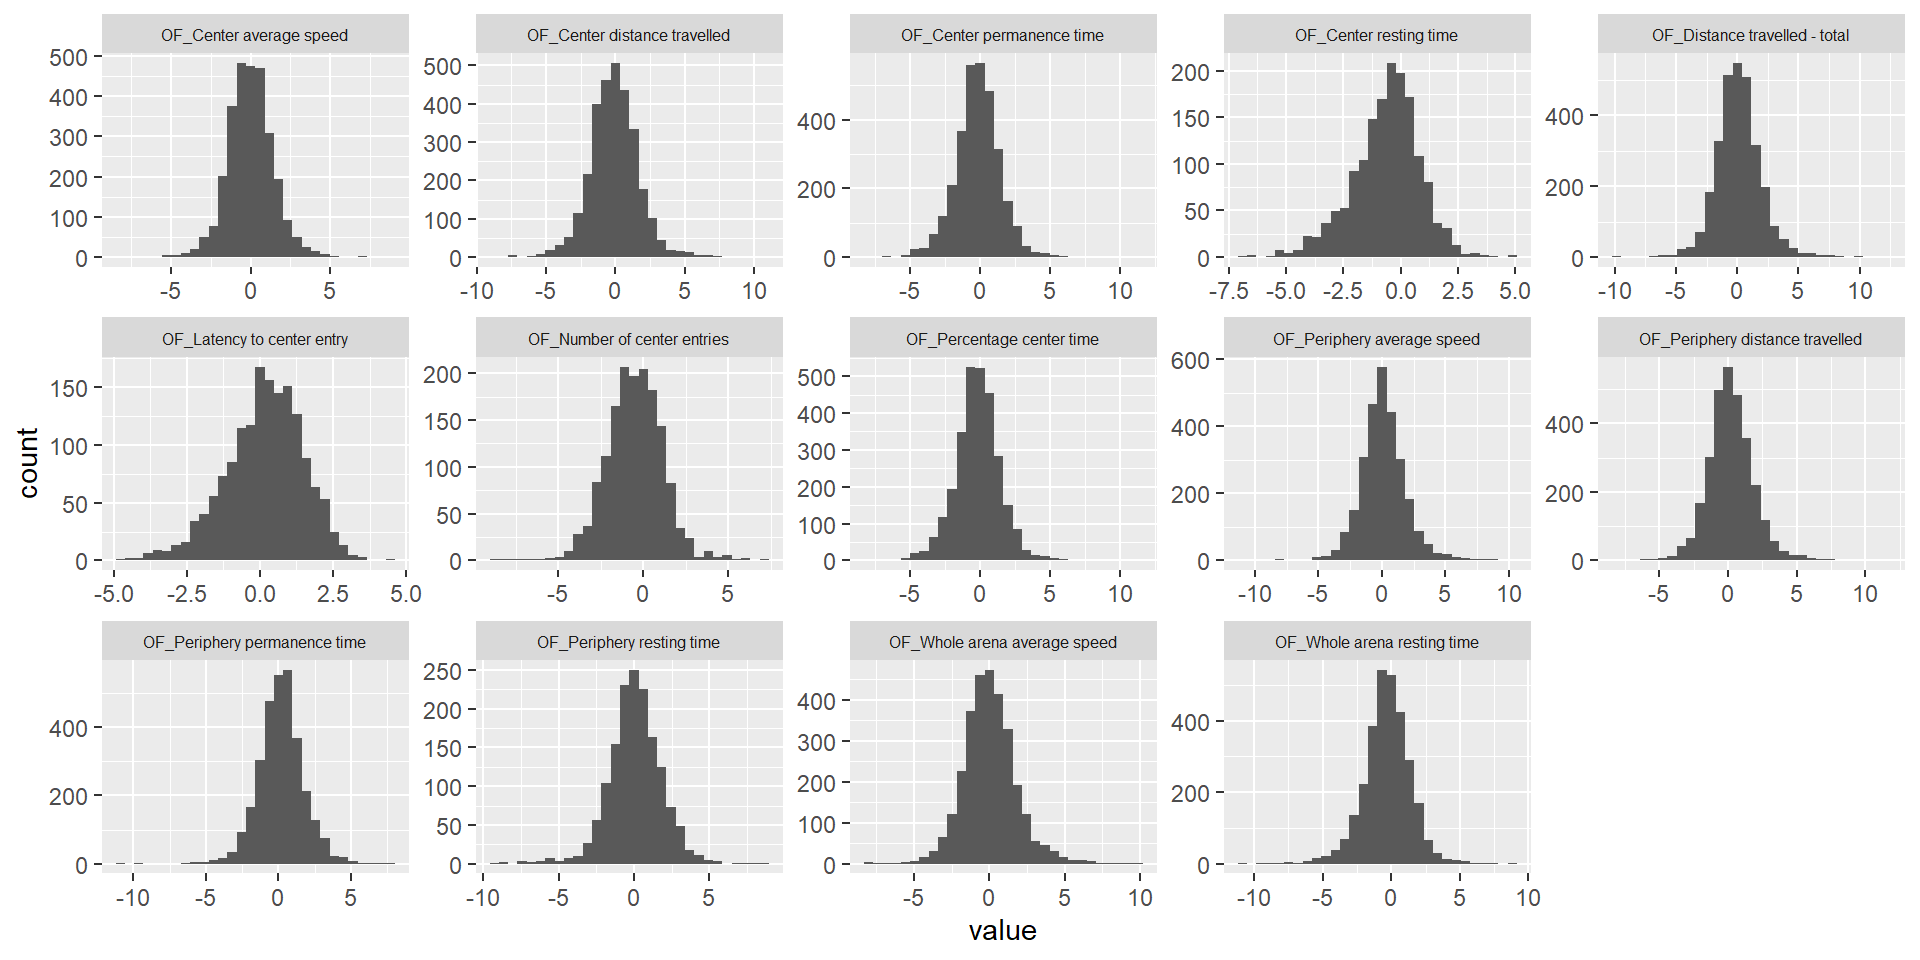 OF_Center average speed
OF_Center distance travelled
OF_Center permanence time
OF_Center resting time
OF_Distance travelled - total
500
400
300
200
100
0
-5 0 5
500
400
300
200
100
0
-10 -5 0 5 10
400
200
0
-5 0 5 10
200
150
100
50
0
-7.5 -5.0 -2.5 0.0 2.5 5.0
400
200
0
-10 -5 0 5 10
OF_Latency to center entry
OF_Number of center entries
OF_Percentage center time
OF_Periphery average speed
OF_Periphery distance travelled
150
100
50
0
-5.0 -2.5 0.0 2.5 5.0
200
150
100
50
0
-5 0 5
500
400
300
200
100
0
-5 0 5 10
600
400
200
0
-10 -5 0 5 10
400
200
0
-5 0 5 10
OF_Periphery permanence time
OF_Periphery resting time
OF_Whole arena average speed
OF_Whole arena resting time
400
200
0
-10 -5 0 5
250
200
150
100
50
0
-10 -5 0 5
400
300
200
100
0
-5 0 5 10
400
200
0
-10 -5 0 5 10
count
value